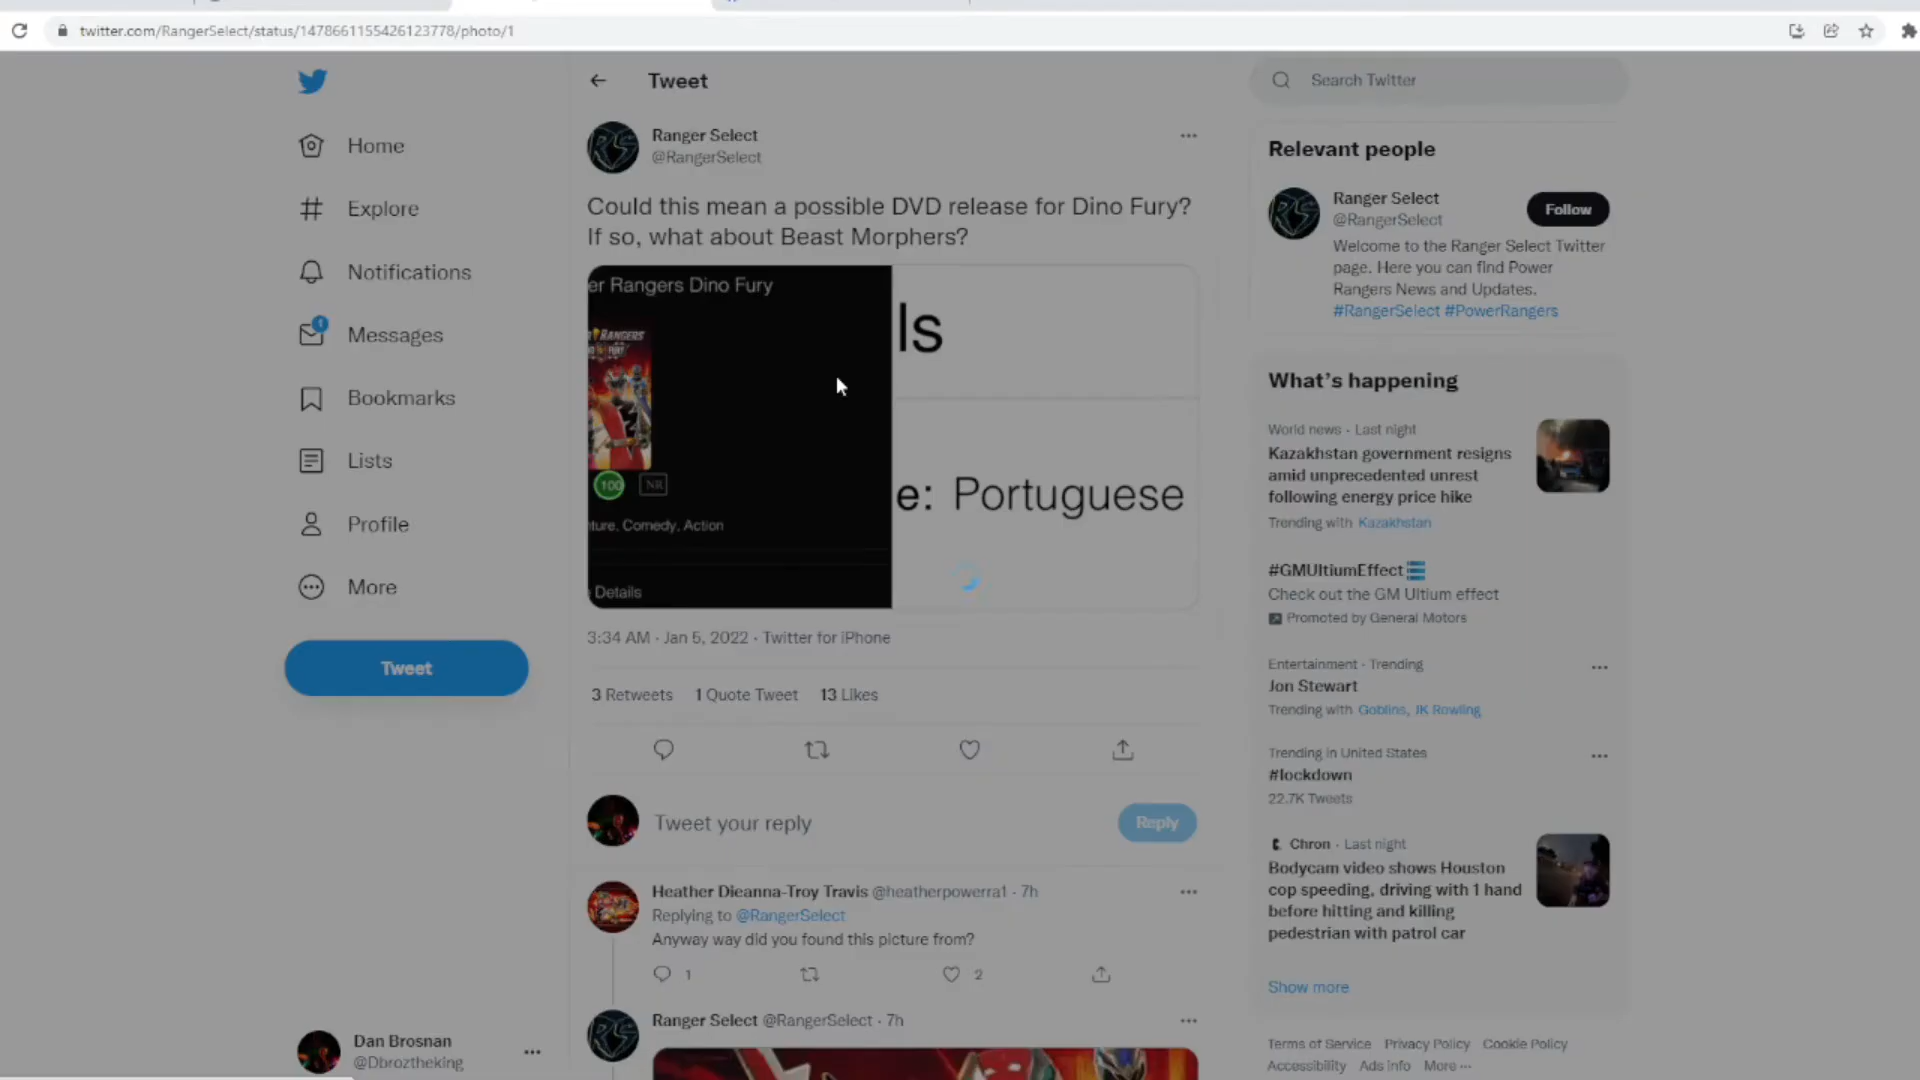 twitter.com/RangerSelect/status/1478661155426123778/photo/1
Home
Explore
Notifications
1
Messages
Bookmarks
Lists
Profile
More
Tweet
Dan Brosnan
@Dbroztheking
Tweet
Ranger Select
@RangerSelect
Could this mean a possible DVD release for Dino Fury?
If so, what about Beast Morphers?
er Rangers Dino Fury
RANGERS
100
NR
ture, Comedy, Action
Details
ls
e: Portuguese
3:34 AM · Jan 5, 2022 · Twitter for iPhone
3 Retweets 1 Quote Tweet 13 Likes
Tweet your reply
Reply
Heather Dieanna-Troy Travis @heatherpowerra1 · 7h
Replying to @RangerSelect
Anyway way did you found this picture from?
1
2
Ranger Select @RangerSelect · 7h
Search Twitter
Relevant people
Ranger Select
@RangerSelect
Follow
Welcome to the Ranger Select Twitter
page. Here you can find Power
Rangers News and Updates.
#RangerSelect #PowerRangers
What's happening
World news · Last night
Kazakhstan government resigns
amid unprecedented unrest
following energy price hike
Trending with Kazakhstan
#GMUltiumEffect
Check out the GM Ultium effect
Promoted by General Motors
Entertainment · Trending
Jon Stewart
Trending with Goblins, JK Rowling
Trending in United States
#lockdown
22.7K Tweets
Chron · Last night
Bodycam video shows Houston
cop speeding, driving with 1 hand
before hitting and killing
pedestrian with patrol car
Show more
Terms of Service Privacy Policy Cookie Policy
Accessibility Ads info More ···